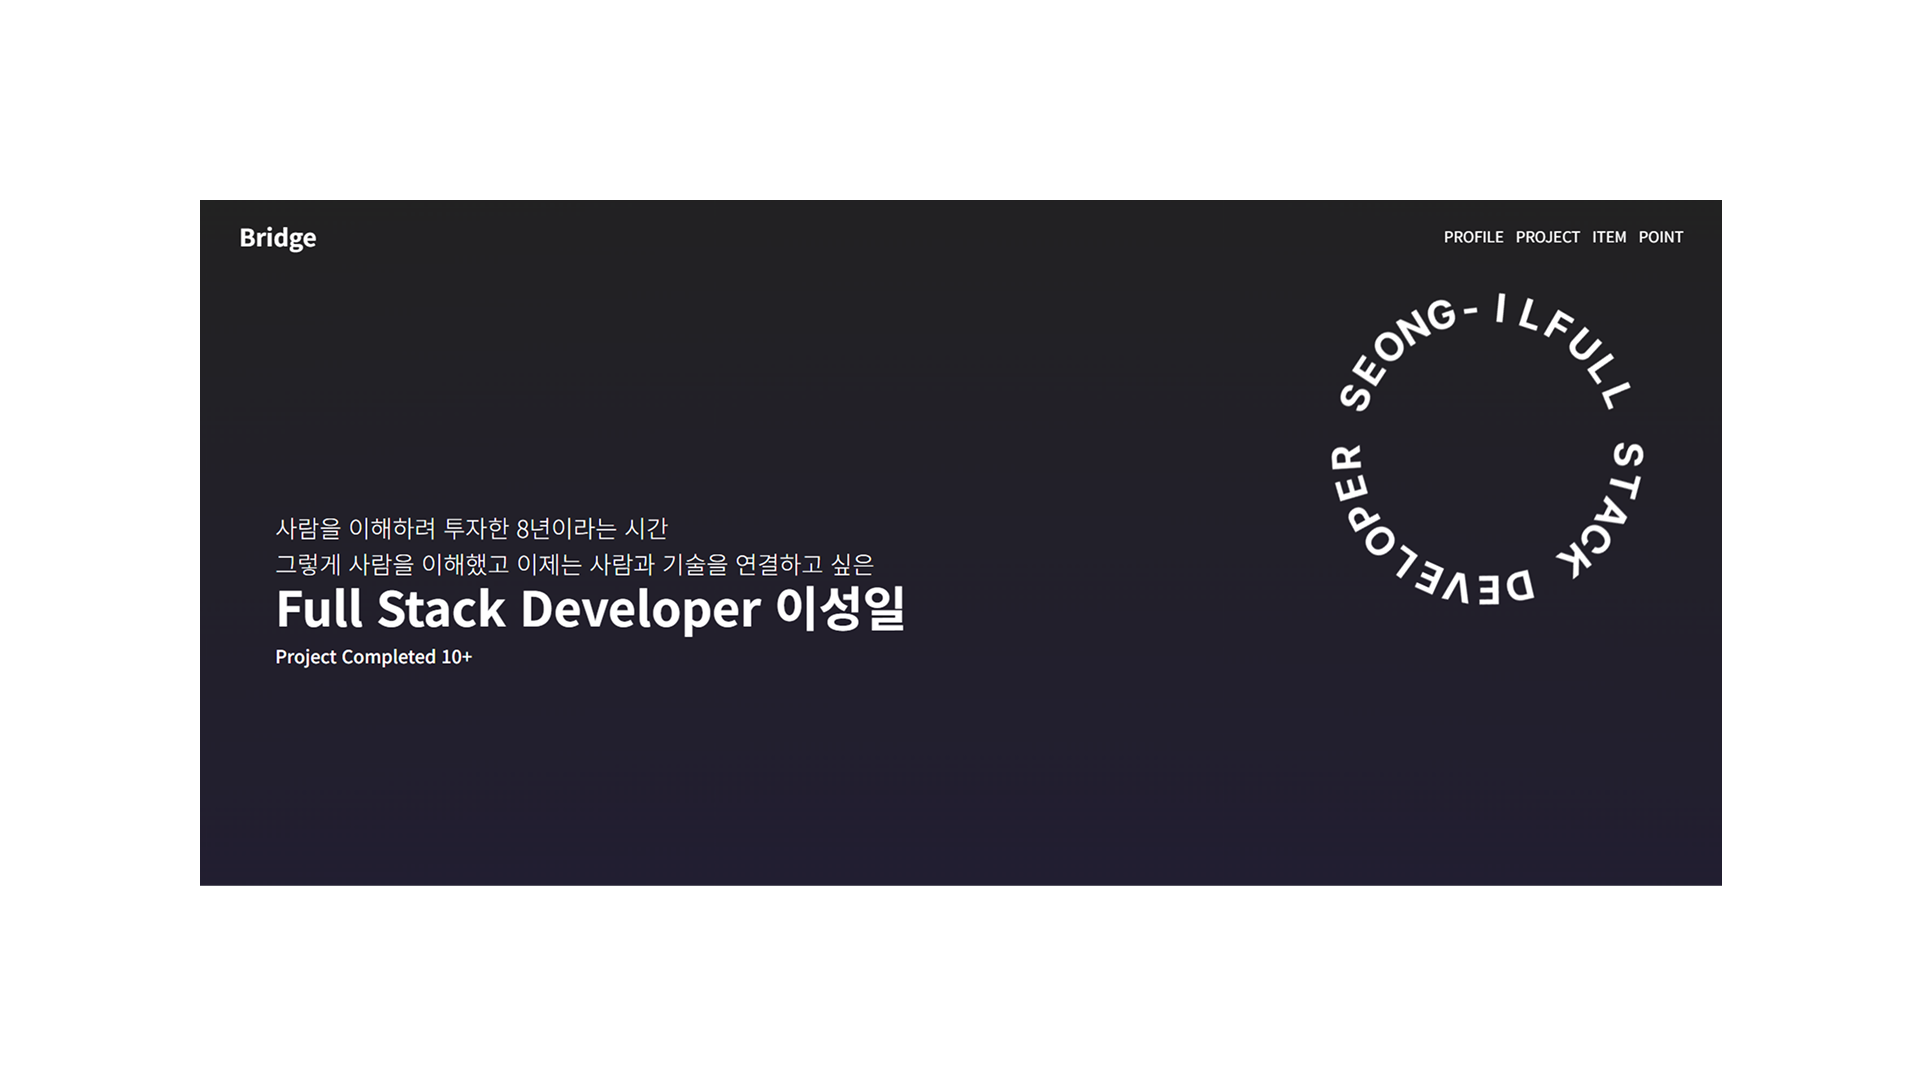 Bridge
PROFILE PROJECT ITEM POINT
SEONG-ILFULL STACK DEVELOPER
사람을 이해하려 투자한 8년이라는 시간
그렇게 사람을 이해했고 이제는 사람과 기술을 연결하고 싶은
Full Stack Developer 이성일
Project Completed 10+